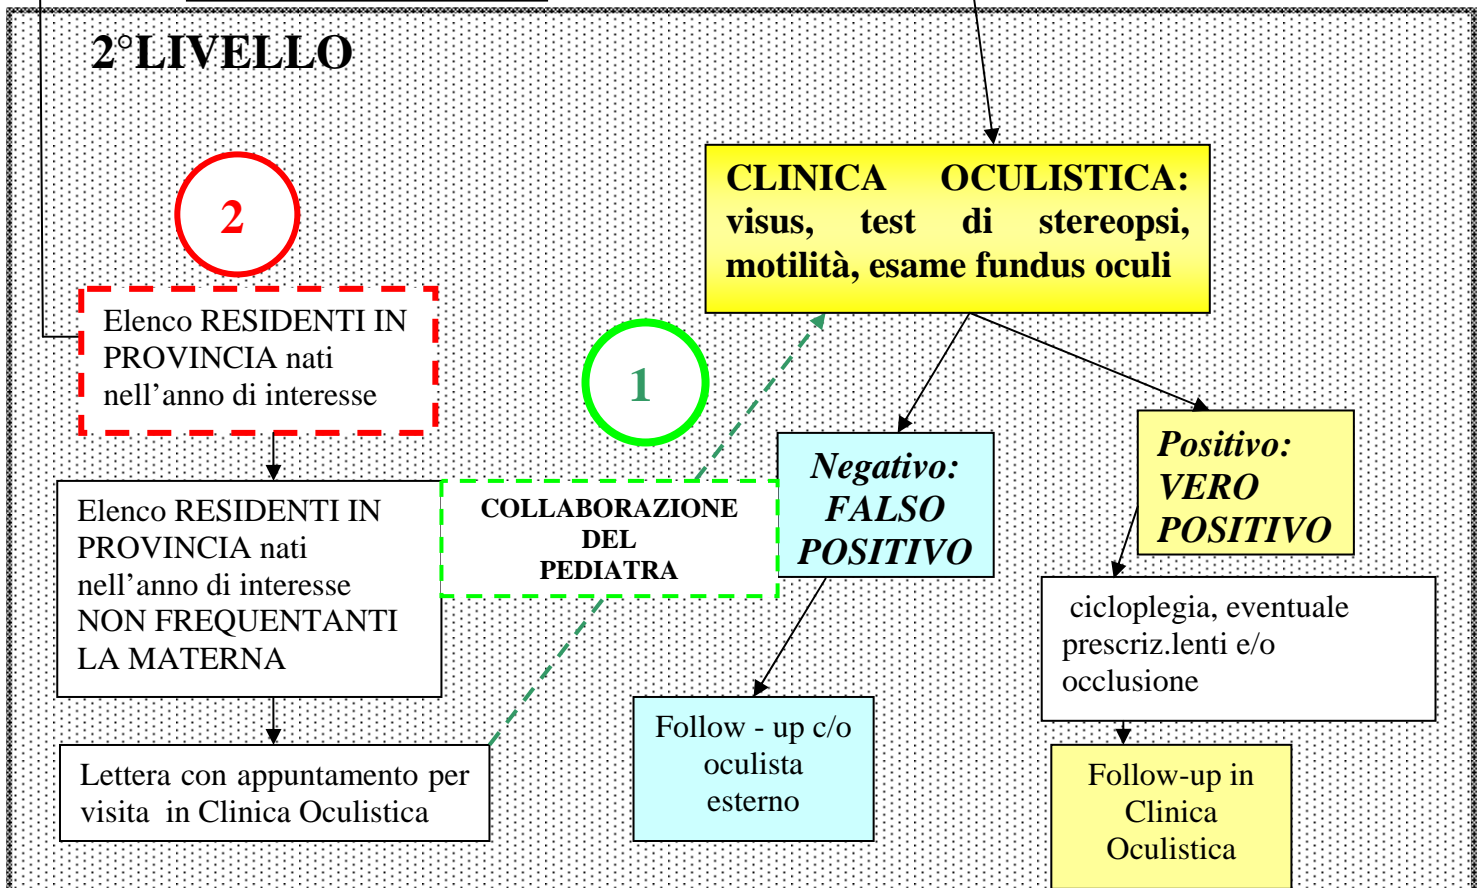 2°LIVELLO
CLINICA OCULISTICA:
visus, test di stereopsi,
motilità, esame fundus oculi
2
Elenco RESIDENTI IN
PROVINCIA nati
nell’anno di interesse
1
Negativo:
FALSO
POSITIVO
Positivo:
VERO
POSITIVO
Elenco RESIDENTI IN
PROVINCIA nati
nell’anno di interesse
NON FREQUENTANTI
LA MATERNA
COLLABORAZIONE
DEL
PEDIATRA
cicloplegia, eventuale
prescriz.lenti e/o
occlusione
Lettera con appuntamento per
visita in Clinica Oculistica
Follow - up c/o
oculista
esterno
Follow-up in
Clinica
Oculistica